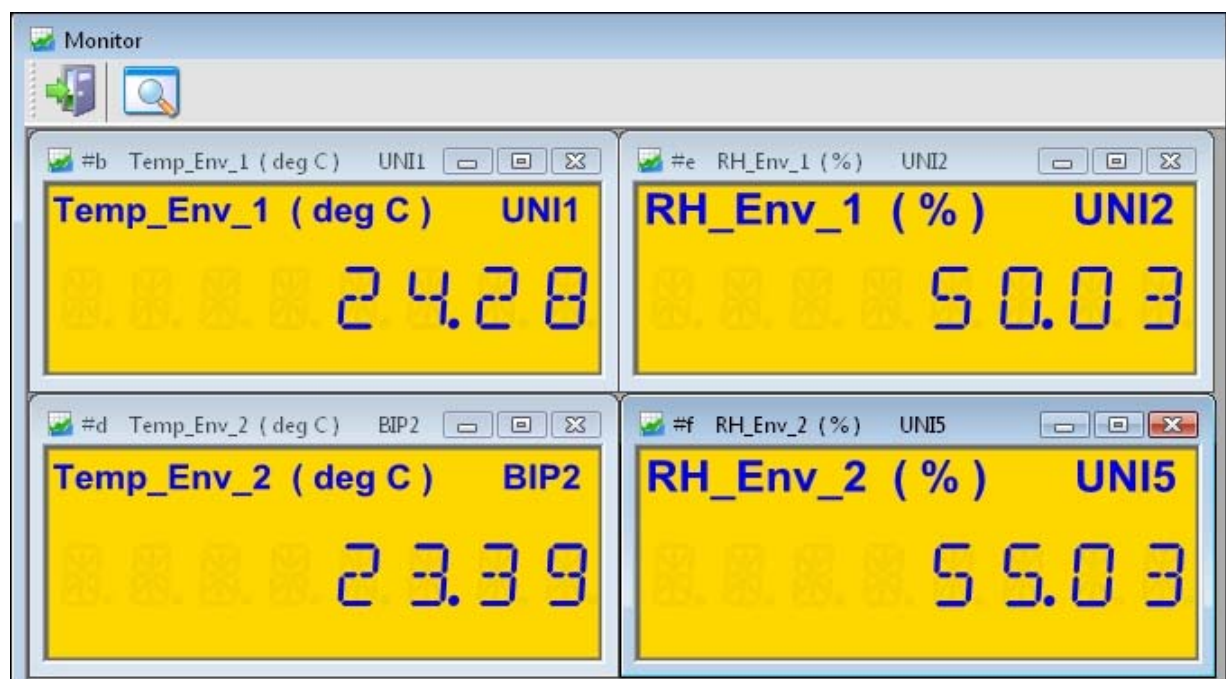 Monitor
#b Temp_Env_1 ( deg C ) UNI1
Temp_Env_1 ( deg C ) UNI1
24.28
#e RH_Env_1 ( % ) UNI2
RH_Env_1 ( % ) UNI2
50.03
#d Temp_Env_2 ( deg C ) BIP2
Temp_Env_2 ( deg C ) BIP2
23.39
#f RH_Env_2 ( % ) UNI5
RH_Env_2 ( % ) UNI5
55.03